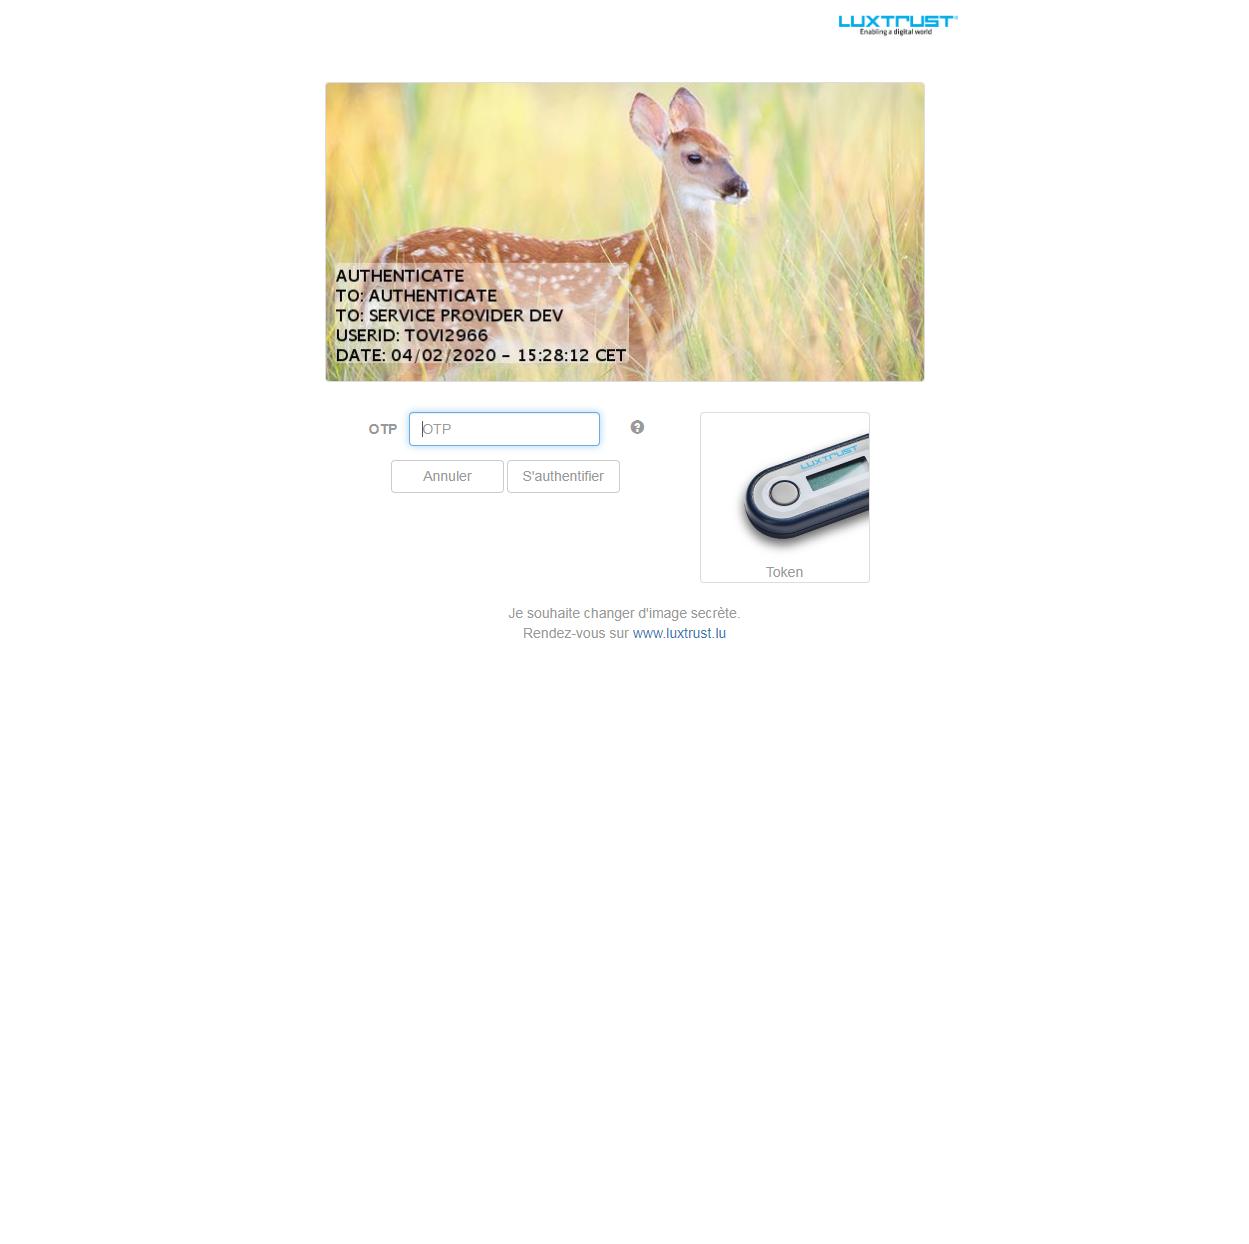 LUXTRUST
Enabling a digital world
AUTHENTICATE
TO: AUTHENTICATE
TO: SERVICE PROVIDER DEV
USERID: TOVI2966
DATE: 04/02/2020 - 15:28:12 CET
OTP OTP
Annuler S'authentifier
LUXTRUST
Token
Je souhaite changer d'image secrète.
Rendez-vous sur www.luxtrust.lu